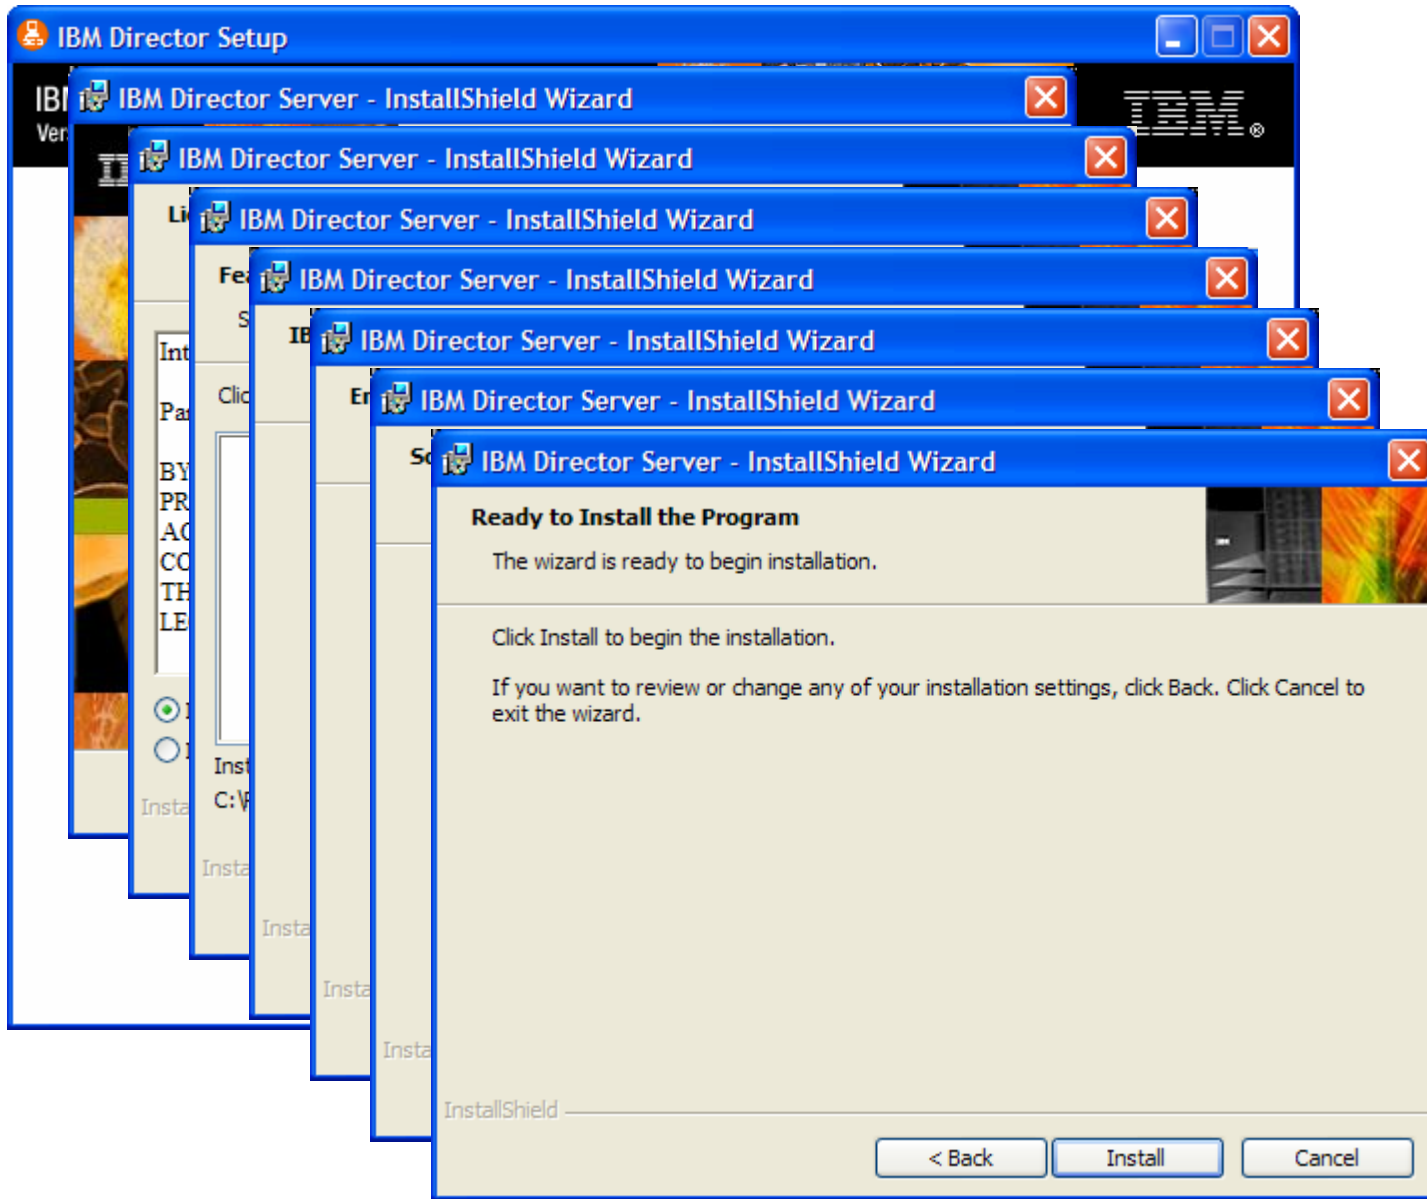 IBM Director Setup
IBM Director Server - InstallShield Wizard
IBM.®
IBM Director Server - InstallShield Wizard
IBM Director Server - InstallShield Wizard
IBM Director Server - InstallShield Wizard
IBM Director Server - InstallShield Wizard
IBM Director Server - InstallShield Wizard
IBM Director Server - InstallShield Wizard
Ready to Install the Program
The wizard is ready to begin installation.
Click Install to begin the installation.
If you want to review or change any of your installation settings, click Back. Click Cancel to
exit the wizard.
BY
InstallShield
< Back
Install
Cancel